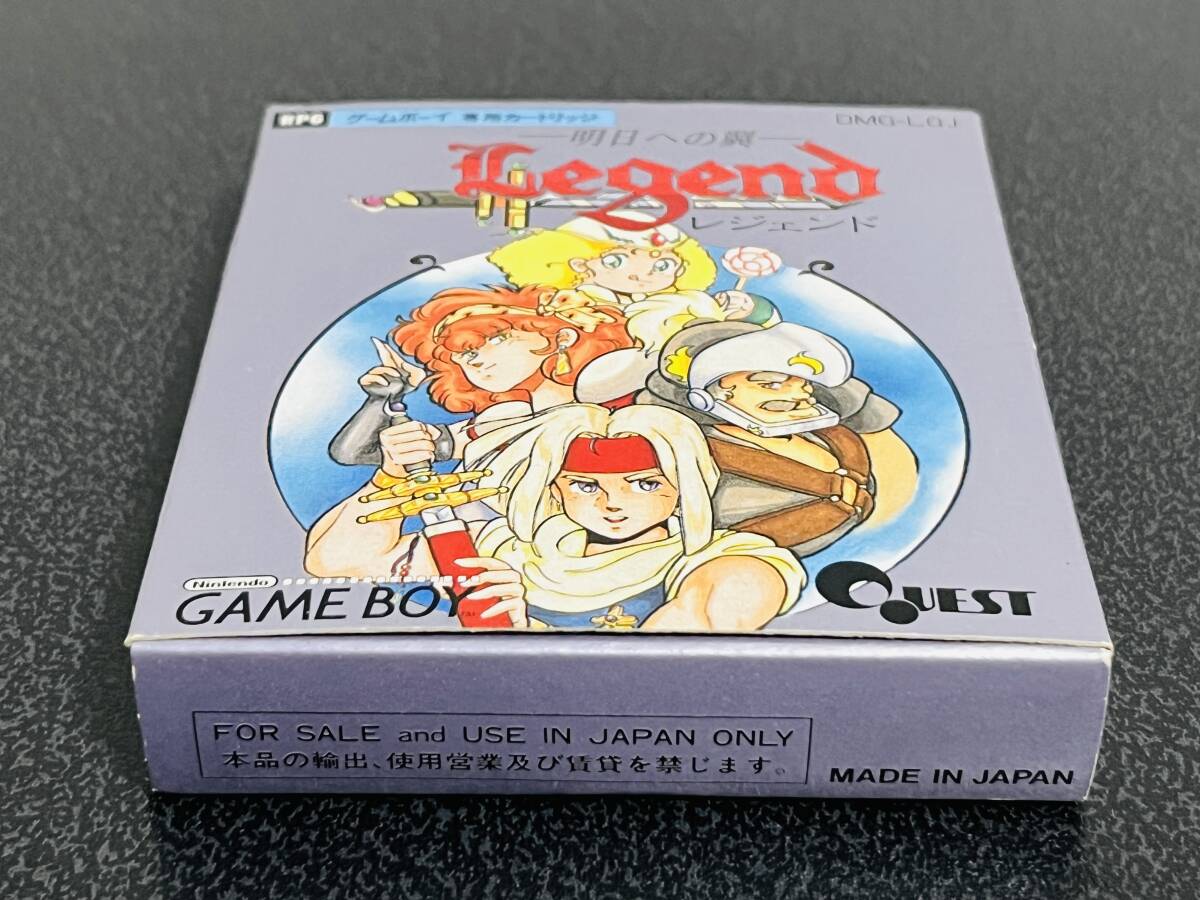 RPG ゲームボーイ 専用カートリッジ DMG-LGJ
—明日への翼—
Legend
レジェンド
Nintendo
GAME BOY TM
QUEST
FOR SALE and USE IN JAPAN ONLY
本品の輸出、使用営業及び賃貸を禁じます。
MADE IN JAPAN